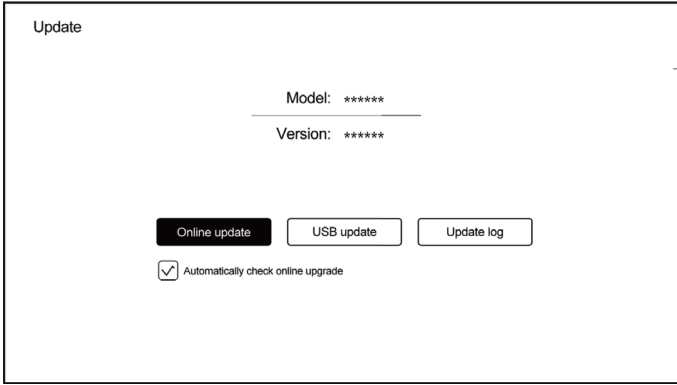 Update
Model: ******
Version: ******
Online update USB update Update log
Automatically check online upgrade